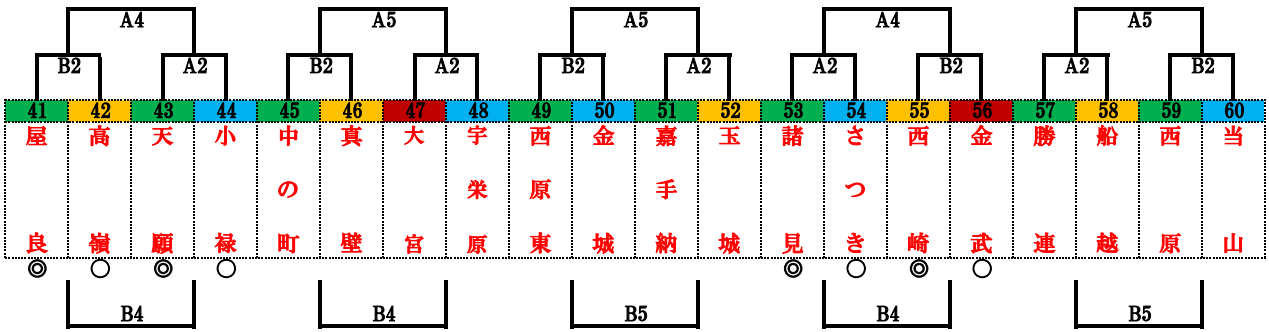 A4 A5 A5 A4 A5
B2 A2 B2 A2 B2 A2 A2 B2 A2 B2
41 42 43 44 45 46 47 48 49 50 51 52 53 54 55 56 57 58 59 60
屋良
高嶺
天願
小禄
中の町
真壁
大宮
宇栄原
西原東
金城
嘉手納
玉城
諸見
さつき
西崎
金武
勝連
船越
西原
当山
◎ ○ ◎ ○ ◎ ○ ◎ ○
B4 B4 B5 B4 B5